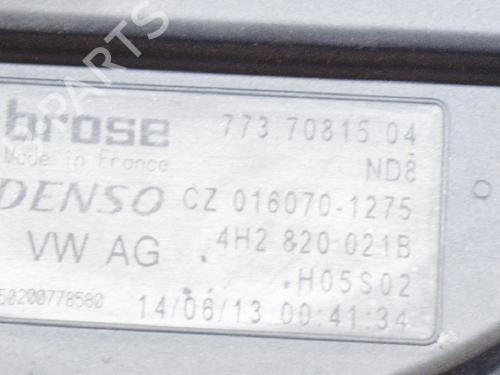 B PARTS
brose 773.70815.04
Made in France ND8
DENSO CZ 016070-1275
VW AG 4H2 820 021B
H05S02
50200778580 14/06/13 00:41:34